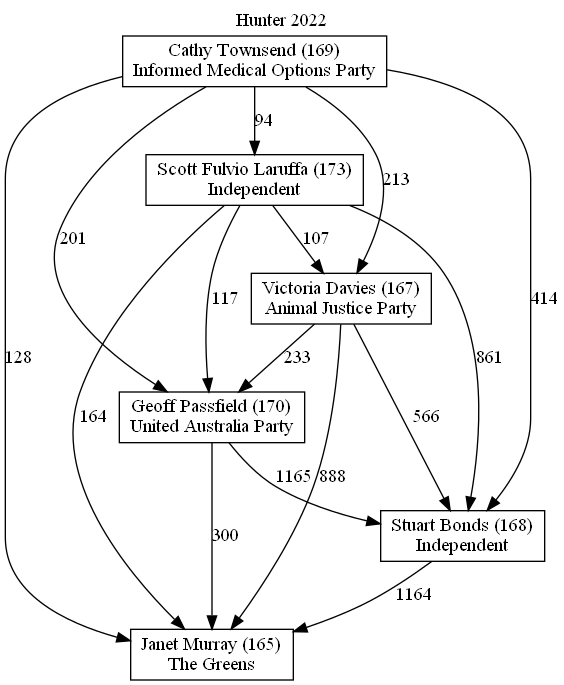 Hunter 2022
Cathy Townsend (169)
Informed Medical Options Party
94
Scott Fulvio Laruffa (173)
Independent
213
201
107
117
Victoria Davies (167)
Animal Justice Party
414
128
233
861
164
Geoff Passfield (170)
United Australia Party
566
1165
888
300
Stuart Bonds (168)
Independent
1164
Janet Murray (165)
The Greens